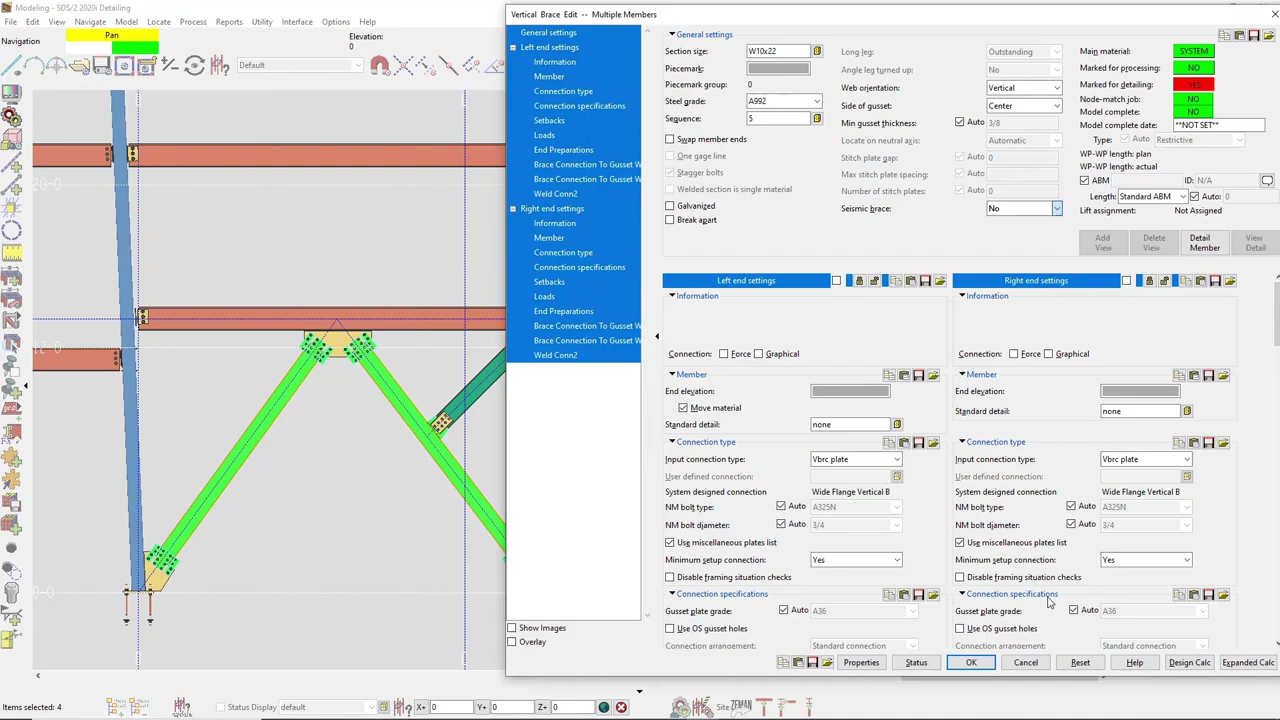 Modeling - SDS/2 2020i Detailing
File Edit View Navigate Model Locate Process Reports Utility Interface Options Help
Navigation
Pan
Elevation:
0
Default
20-0
12-0
0-0
X+ 0 Y+ 0 Z+ 0
Items selected: 4
Status Display: default
Site ZEMAN
Vertical Brace Edit -- Multiple Members
General settings
Left end settings
Information
Member
Connection type
Connection specifications
Setbacks
Loads
End Preparations
Brace Connection To Gusset W
Brace Connection To Gusset W
Weld Conn2
Right end settings
Information
Member
Connection type
Connection specifications
Setbacks
Loads
End Preparations
Brace Connection To Gusset W
Brace Connection To Gusset W
Weld Conn2
Show Images
Overlay
General settings
Section size: W10x22
Piecemark:
Piecemark group: 0
Steel grade: A992
Sequence: 5
Swap member ends
One gage line
Stagger bolts
Welded section is single material
Galvanized
Break apart
Long leg: Outstanding
Angle leg turned up: No
Web orientation: Vertical
Side of gusset: Center
Min gusset thickness: Auto 3/8
Locate on neutral axis: Automatic
Stitch plate gap: Auto 0
Max stitch plate spacing: Auto
Number of stitch plates: Auto 0
Seismic brace: No
Main material: SYSTEM
Marked for processing: NO
Marked for detailing: YES
Node-match job: NO
Model complete: NO
Model complete date: **NOT SET**
Type: Auto Restrictive
WP-WP length: plan
WP-WP length: actual
ABM ID: N/A
Length: Standard ABM Auto: 0
Lift assignment: Not Assigned
Add View
Delete View
Detail Member
View Detail
Left end settings
Information
Connection: Force Graphical
Member
End elevation:
Move material
Standard detail: none
Connection type
Input connection type: Vbrc plate
User defined connection:
System designed connection Wide Flange Vertical B
NM bolt type: Auto A325N
NM bolt diameter: Auto 3/4
Use miscellaneous plates list
Minimum setup connection: Yes
Disable framing situation checks
Connection specifications
Gusset plate grade: Auto A36
Use OS gusset holes
Connection arrangement: Standard connection
Right end settings
Information
Connection: Force Graphical
Member
End elevation:
Standard detail: none
Connection type
Input connection type: Vbrc plate
User defined connection:
System designed connection Wide Flange Vertical B
NM bolt type: Auto A325N
NM bolt diameter: Auto 3/4
Use miscellaneous plates list
Minimum setup connection: Yes
Disable framing situation checks
Connection specifications
Gusset plate grade: Auto A36
Use OS gusset holes
Connection arrangement: Standard connection
Properties Status OK Cancel Reset Help Design Calc Expanded Calc